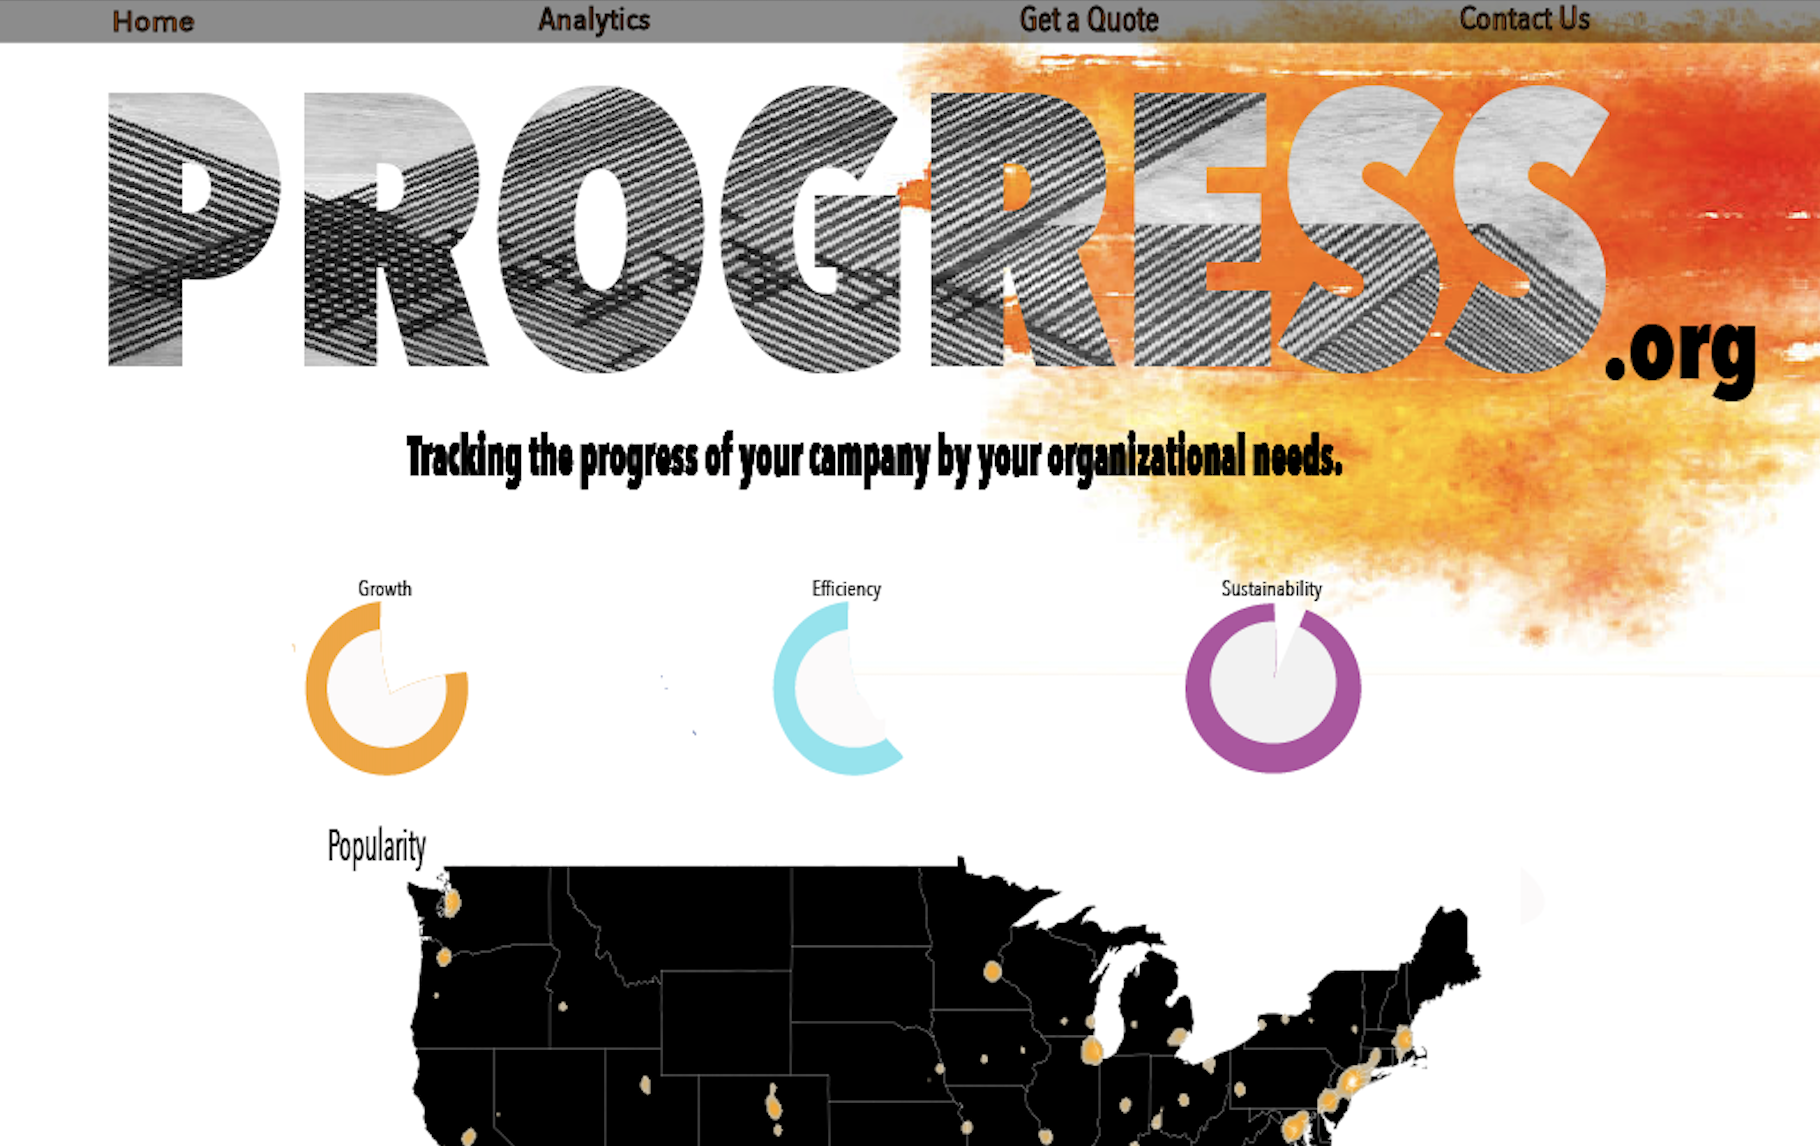 Home Analytics Get a Quote Contact Us
PROGRESS.org
Tracking the progress of your campany by your organizational needs.
Growth Efficiency Sustainability
Popularity